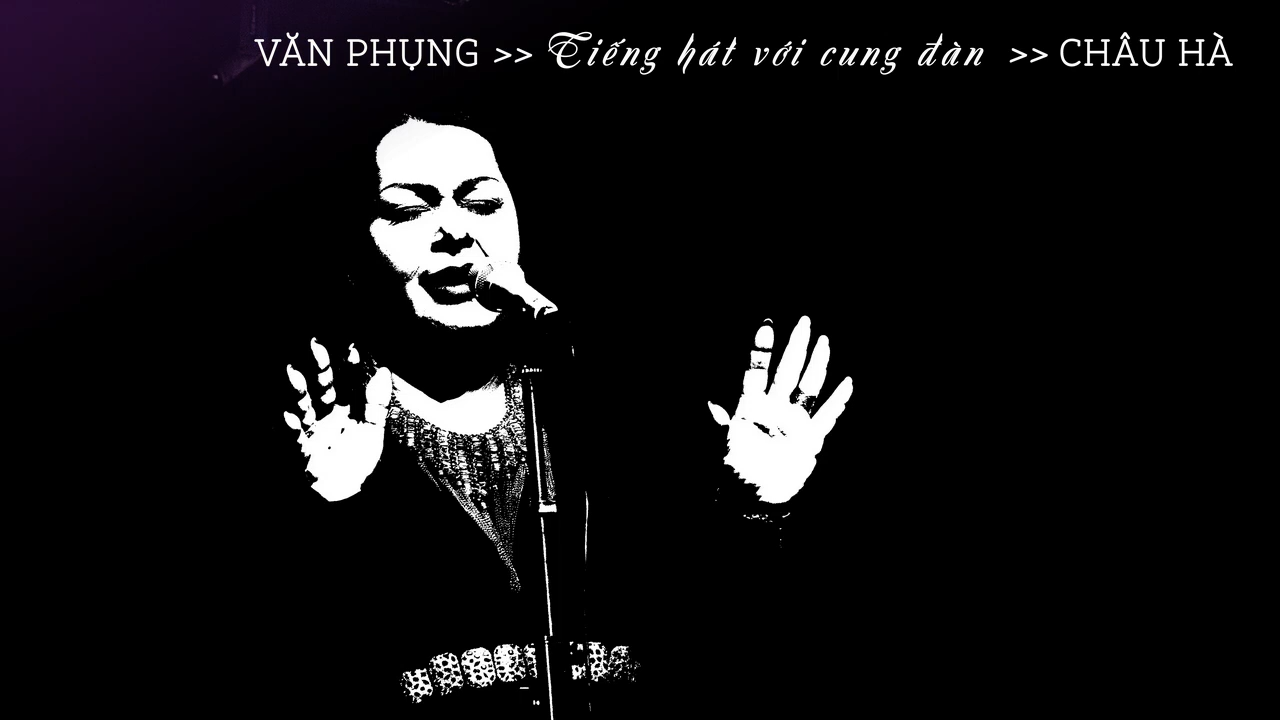 VĂN PHỤNG >> Tiếng hát với cung đàn >> CHÂU HÀ